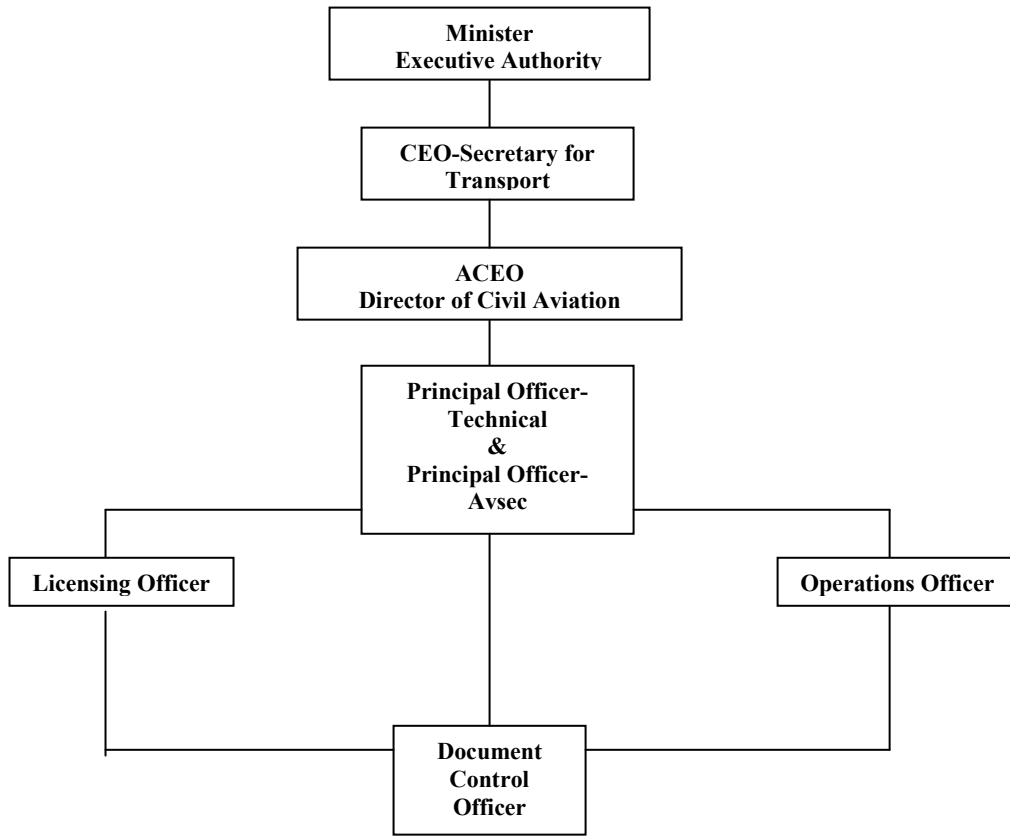 Minister
Executive Authority
CEO-Secretary for
Transport
ACEO
Director of Civil Aviation
Principal Officer-
Technical
&
Principal Officer-
Avsec
Licensing Officer
Operations Officer
Document
Control
Officer